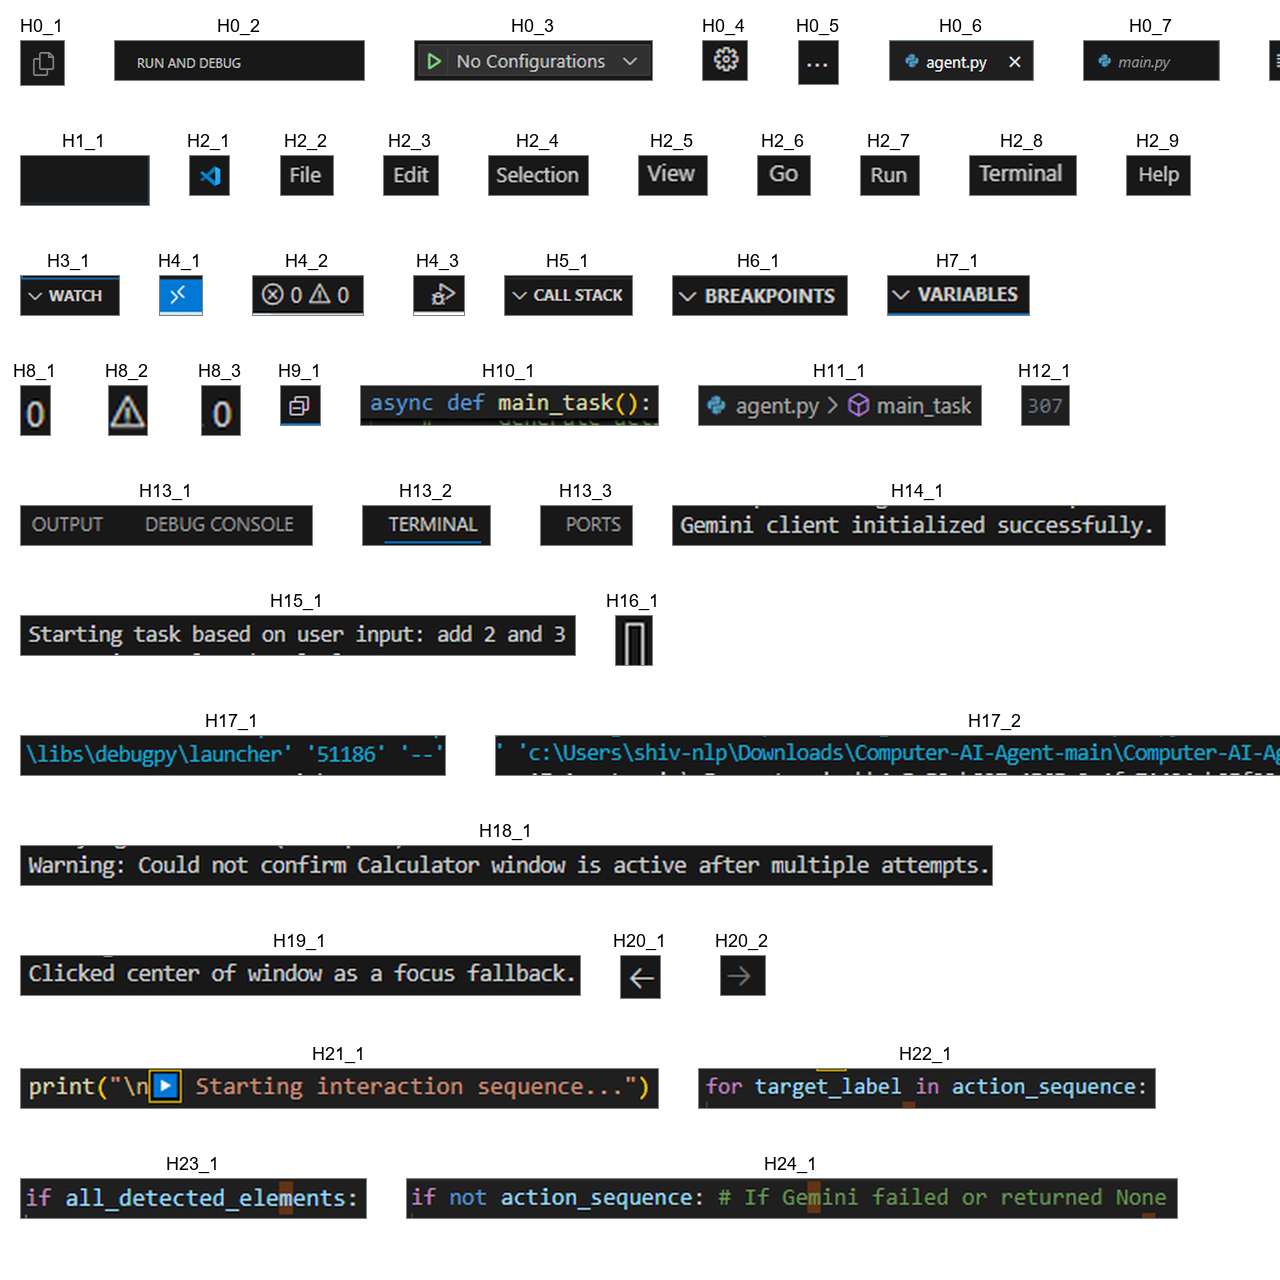 H0_1 H0_2 H0_3 H0_4 H0_5 H0_6 H0_7
RUN AND DEBUG No Configurations ... agent.py main.py
H1_1 H2_1 H2_2 H2_3 H2_4 H2_5 H2_6 H2_7 H2_8 H2_9
File Edit Selection View Go Run Terminal Help
H3_1 H4_1 H4_2 H4_3 H5_1 H6_1 H7_1
WATCH 0 0 CALL STACK BREAKPOINTS VARIABLES
H8_1 H8_2 H8_3 H9_1 H10_1 H11_1 H12_1
0 0 async def main_task(): agent.py > main_task 307
H13_1 H13_2 H13_3 H14_1
OUTPUT DEBUG CONSOLE TERMINAL PORTS Gemini client initialized successfully.
H15_1 H16_1
Starting task based on user input: add 2 and 3
H17_1 H17_2
\libs\debugpy\launcher' '51186' '--' ' 'c:\Users\shiv-nlp\Downloads\Computer-AI-Agent-main\Computer-AI-Ag
H18_1
Warning: Could not confirm Calculator window is active after multiple attempts.
H19_1 H20_1 H20_2
Clicked center of window as a focus fallback.
H21_1 H22_1
print("\n▶️ Starting interaction sequence...") for target_label in action_sequence:
H23_1 H24_1
if all_detected_elements: if not action_sequence: # If Gemini failed or returned None